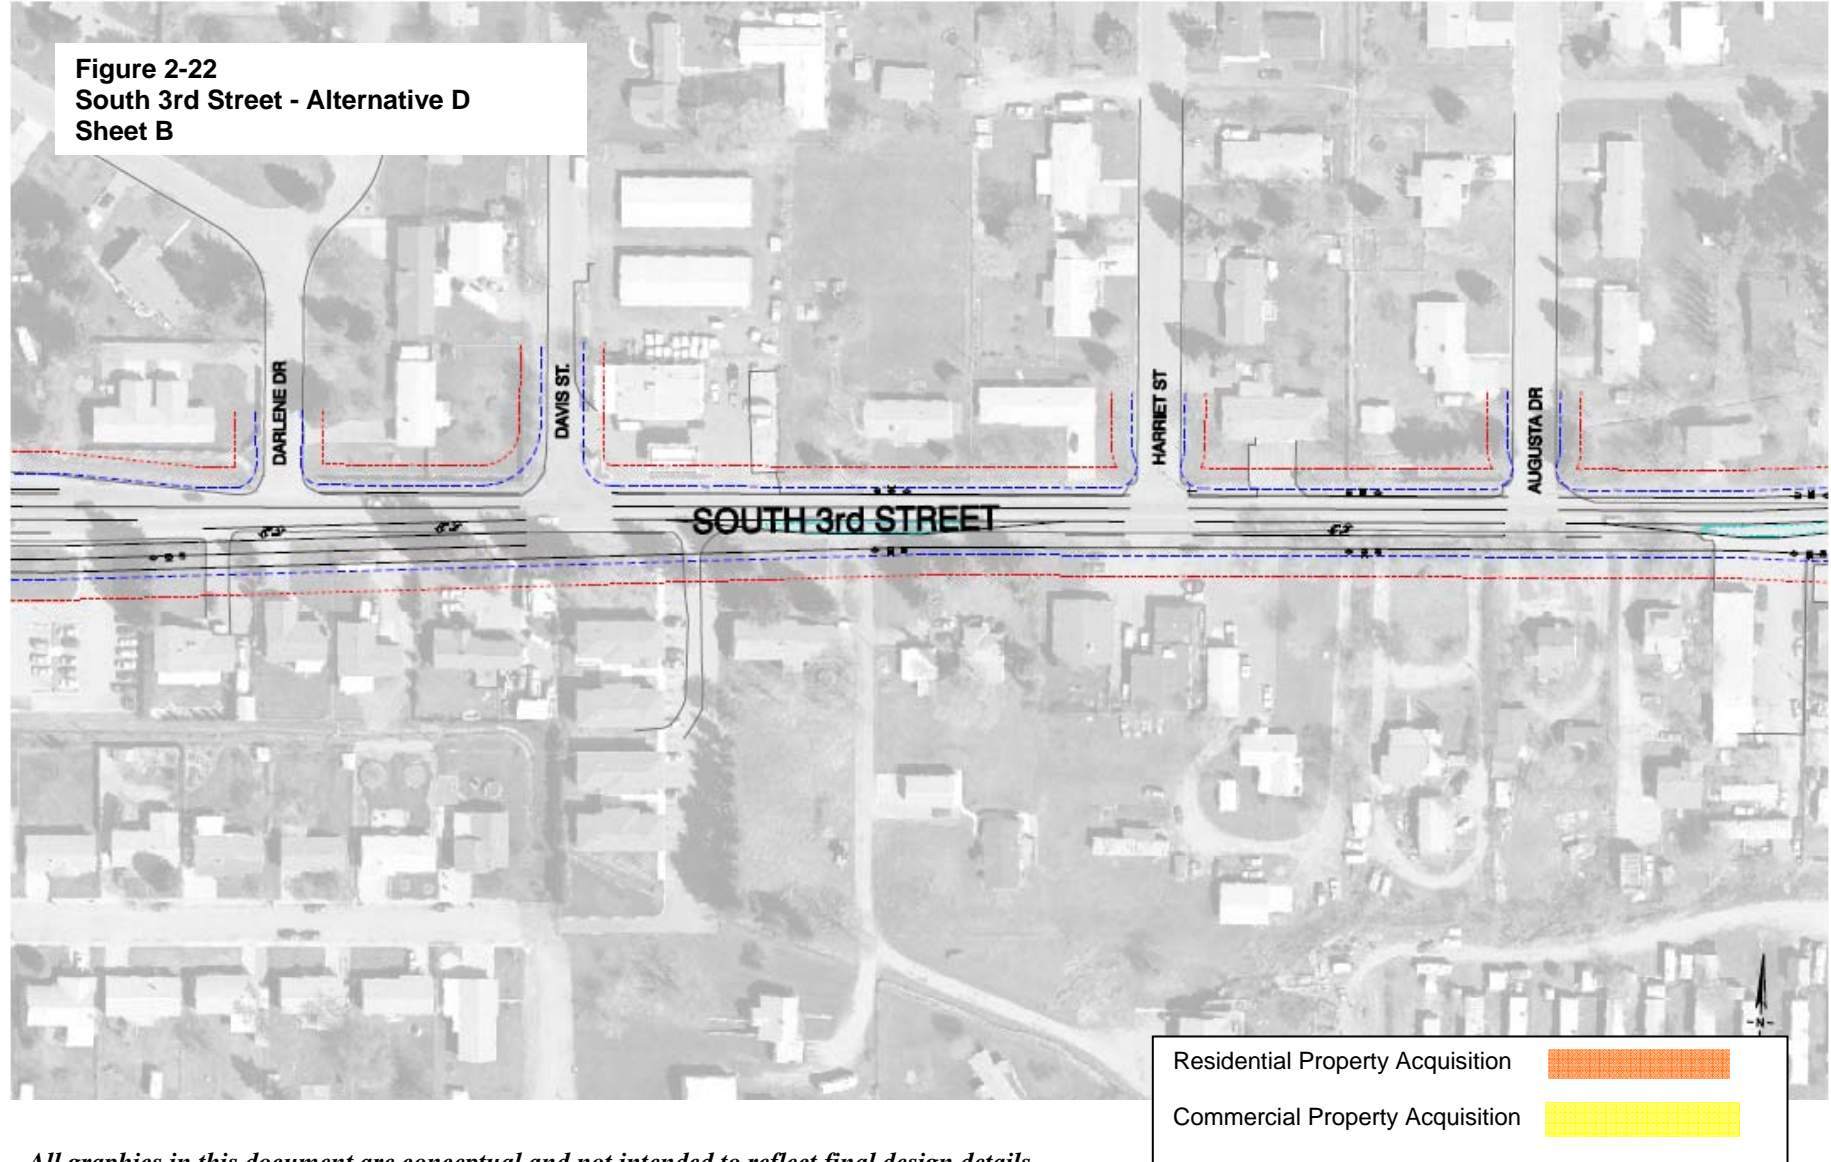 Figure 2-22
South 3rd Street - Alternative D
Sheet B
DARLENE DR
DAVIS ST.
HARRIET ST
AUGUSTA DR
SOUTH 3rd STREET
-N-
Residential Property Acquisition
Commercial Property Acquisition
All graphics in this document are conceptual and not intended to reflect final design details